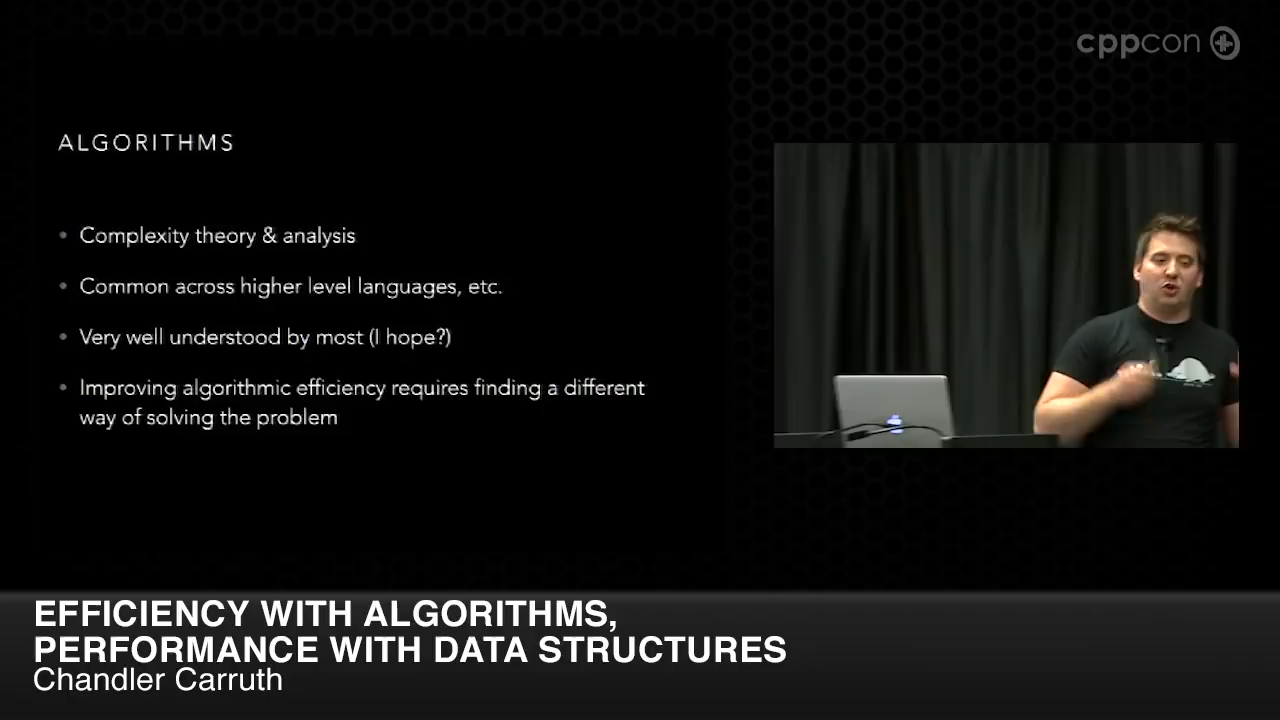 cppcon
ALGORITHMS
• Complexity theory & analysis
• Common across higher level languages, etc.
• Very well understood by most (I hope?)
• Improving algorithmic efficiency requires finding a different
way of solving the problem
EFFICIENCY WITH ALGORITHMS,
PERFORMANCE WITH DATA STRUCTURES
Chandler Carruth